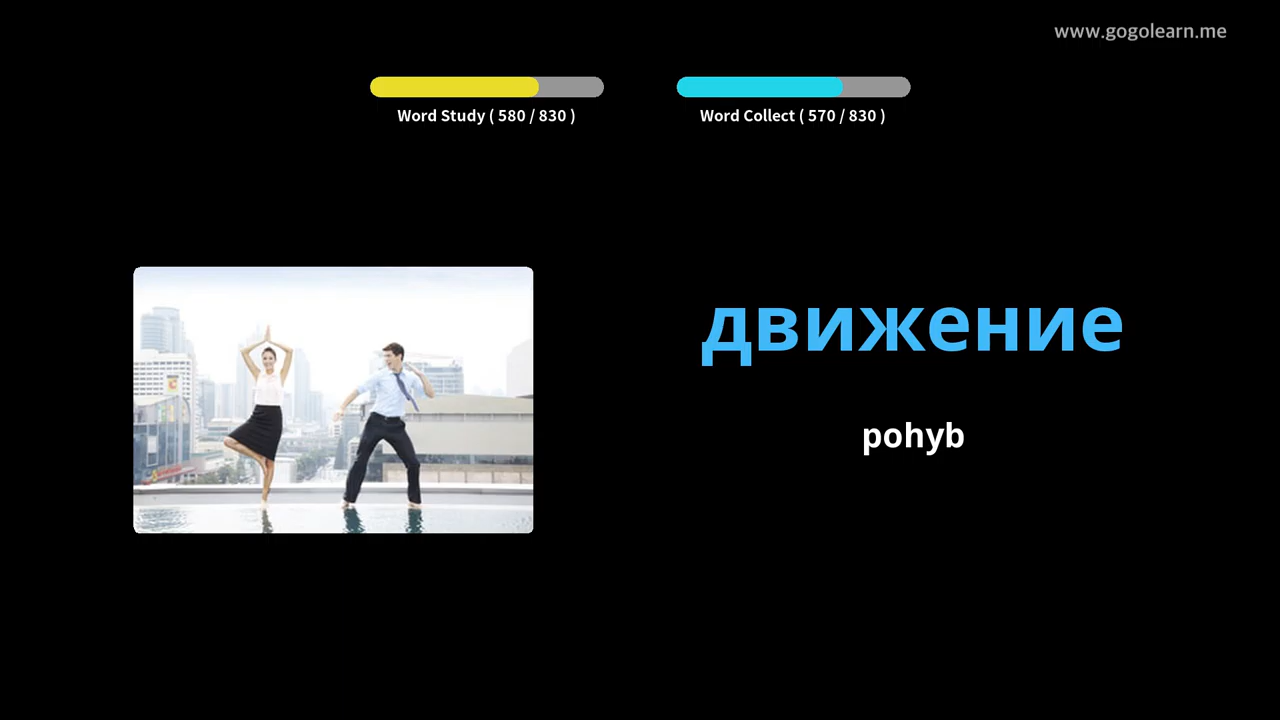 www.gogolearn.me
Word Study ( 580 / 830 )
Word Collect ( 570 / 830 )
движение
pohyb